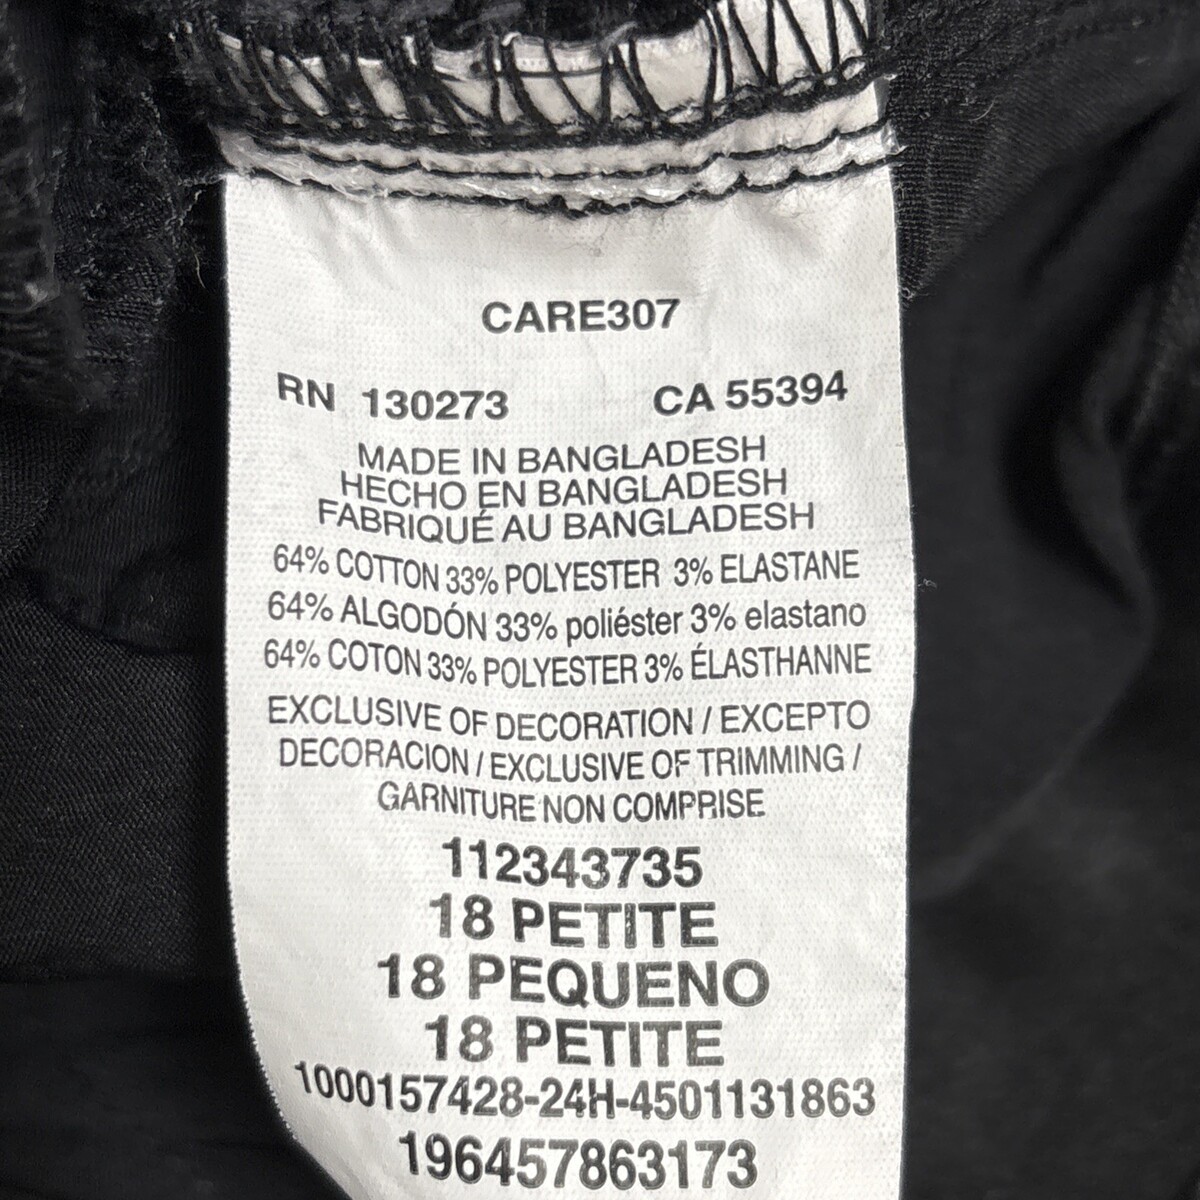 CARE307
RN 130273 CA 55394
MADE IN BANGLADESH
HECHO EN BANGLADESH
FABRIQUÉ AU BANGLADESH
64% COTTON 33% POLYESTER 3% ELASTANE
64% ALGODÓN 33% poliéster 3% elastano
64% COTON 33% POLYESTER 3% ÉLASTHANNE
EXCLUSIVE OF DECORATION / EXCEPTO
DECORACION / EXCLUSIVE OF TRIMMING /
GARNITURE NON COMPRISE
112343735
18 PETITE
18 PEQUENO
18 PETITE
1000157428-24H-4501131863
196457863173